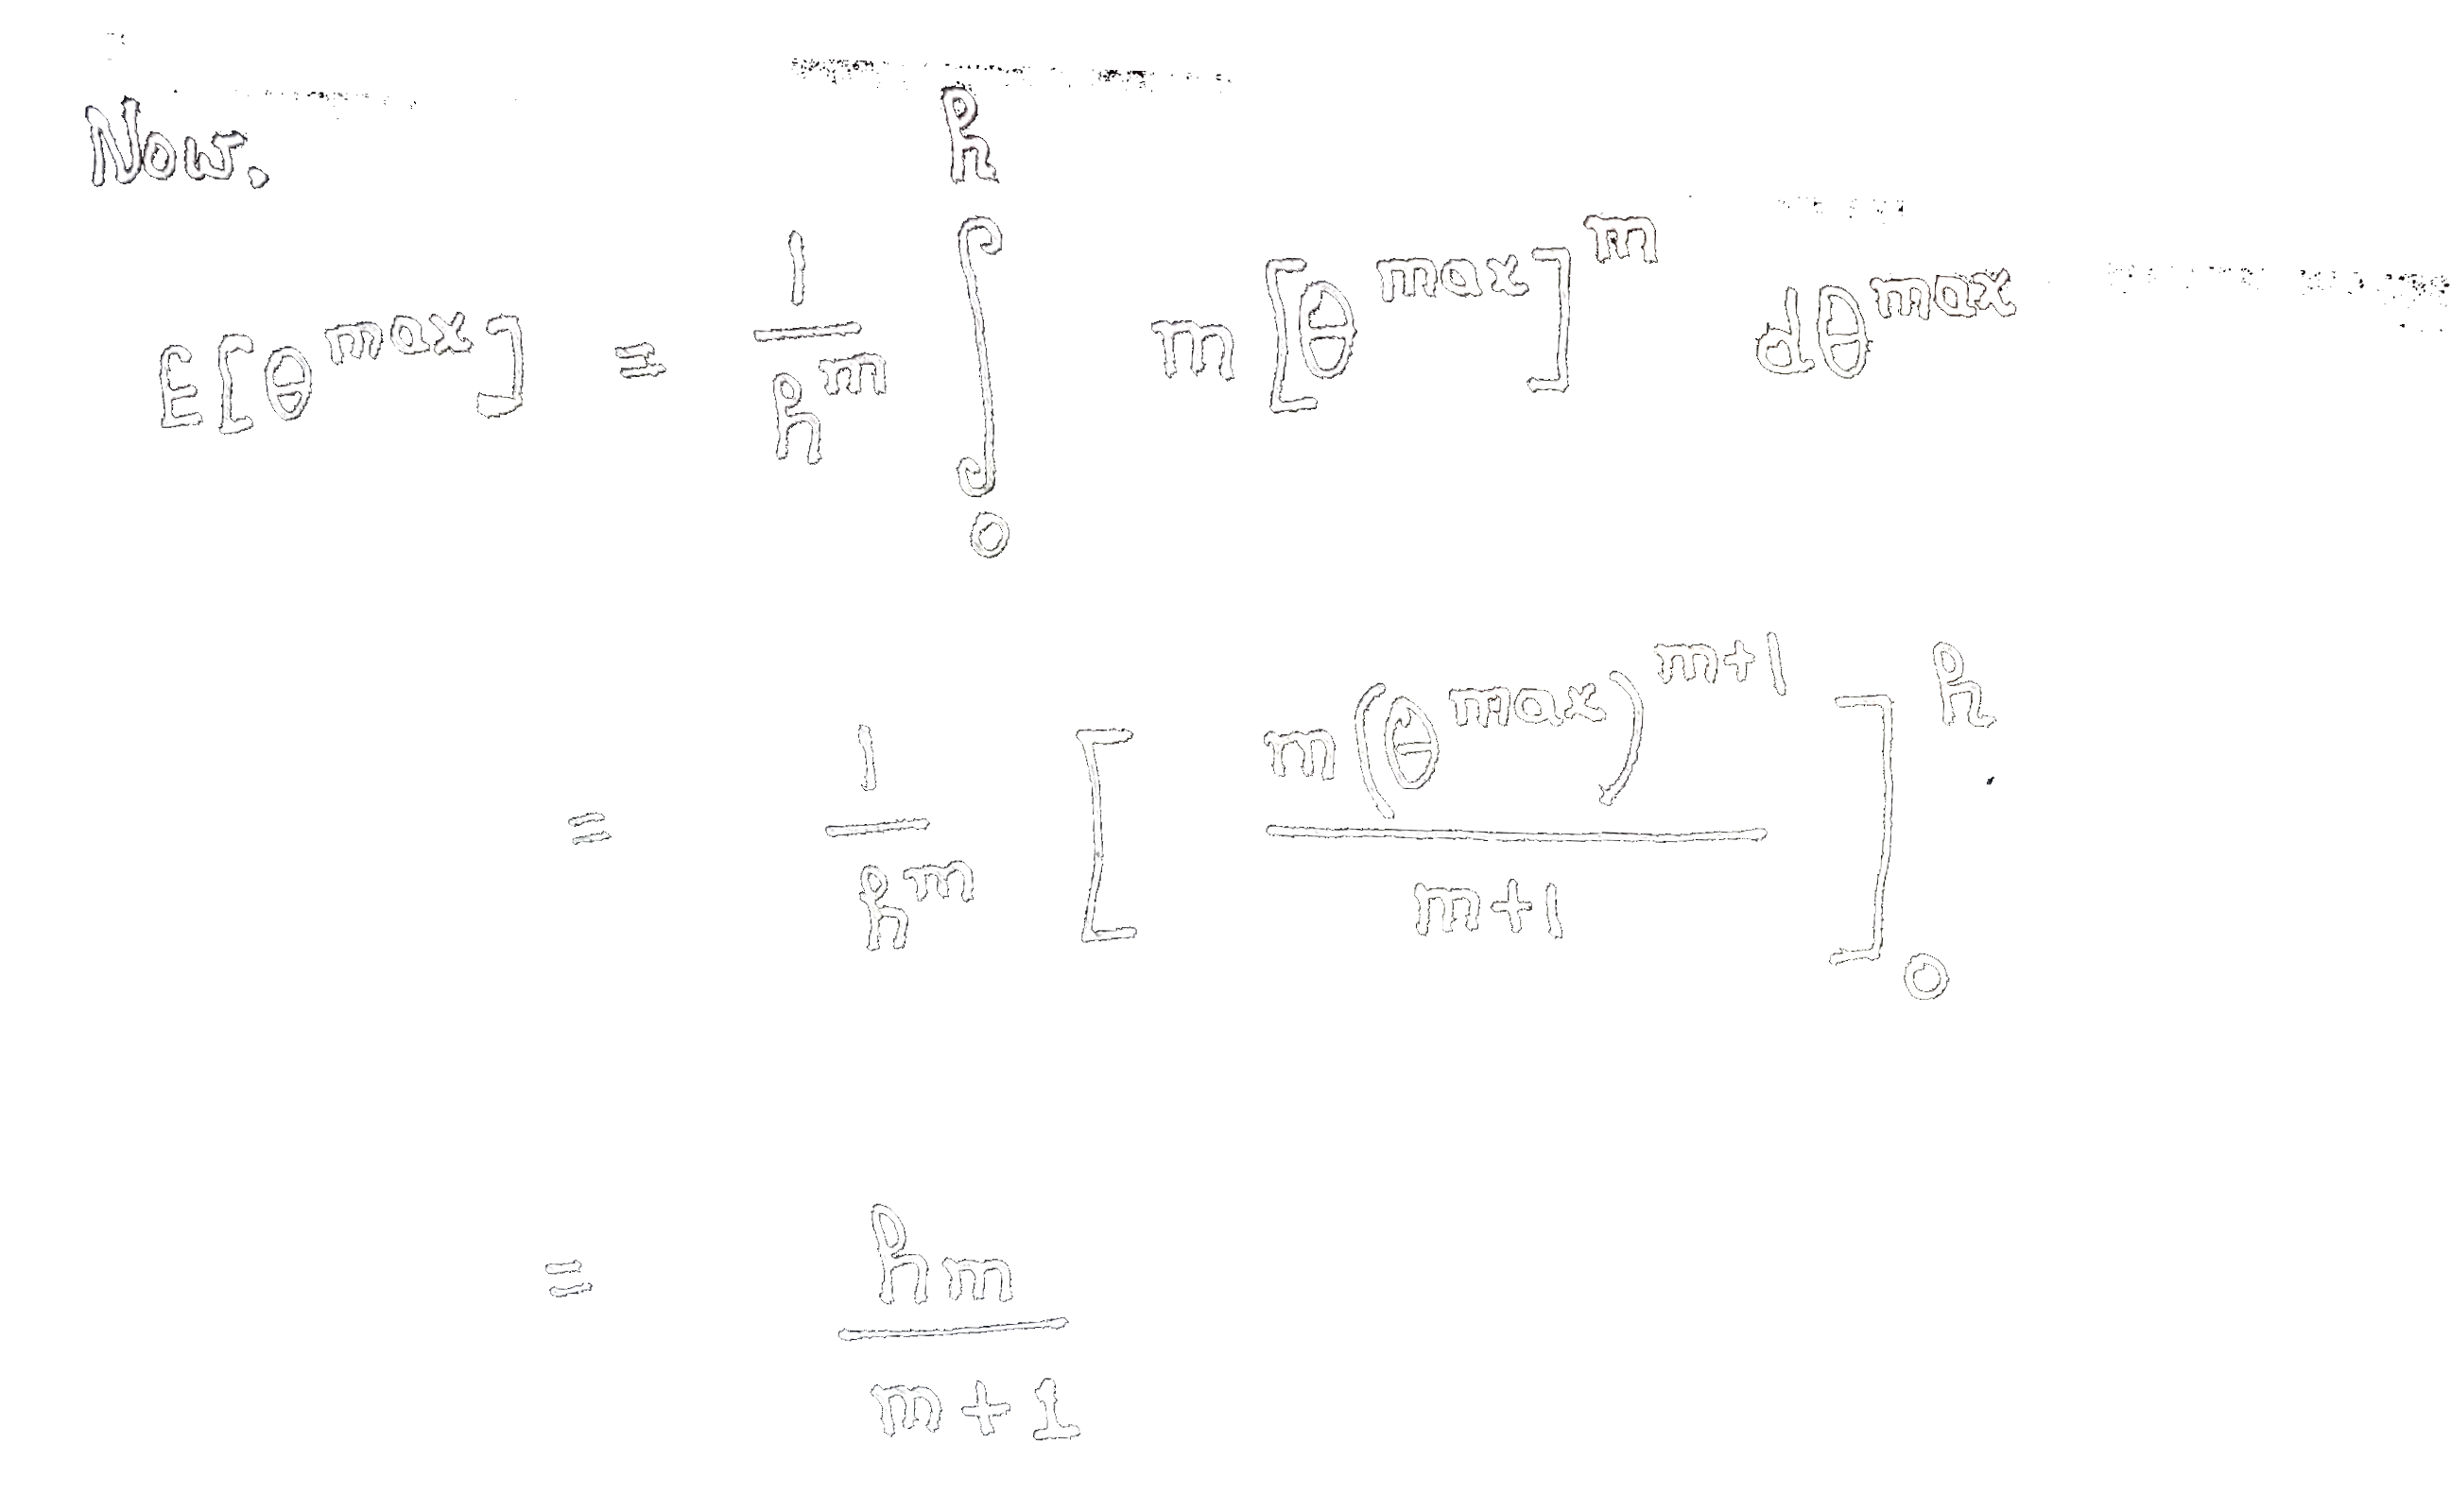 Now.
E[θ^max] = 1/h^m ∫_0^h m[θ^max]^m dθ^max
= 1/h^m [ m(θ^max)^(m+1) / m+1 ]_0^h
= hm / m+1